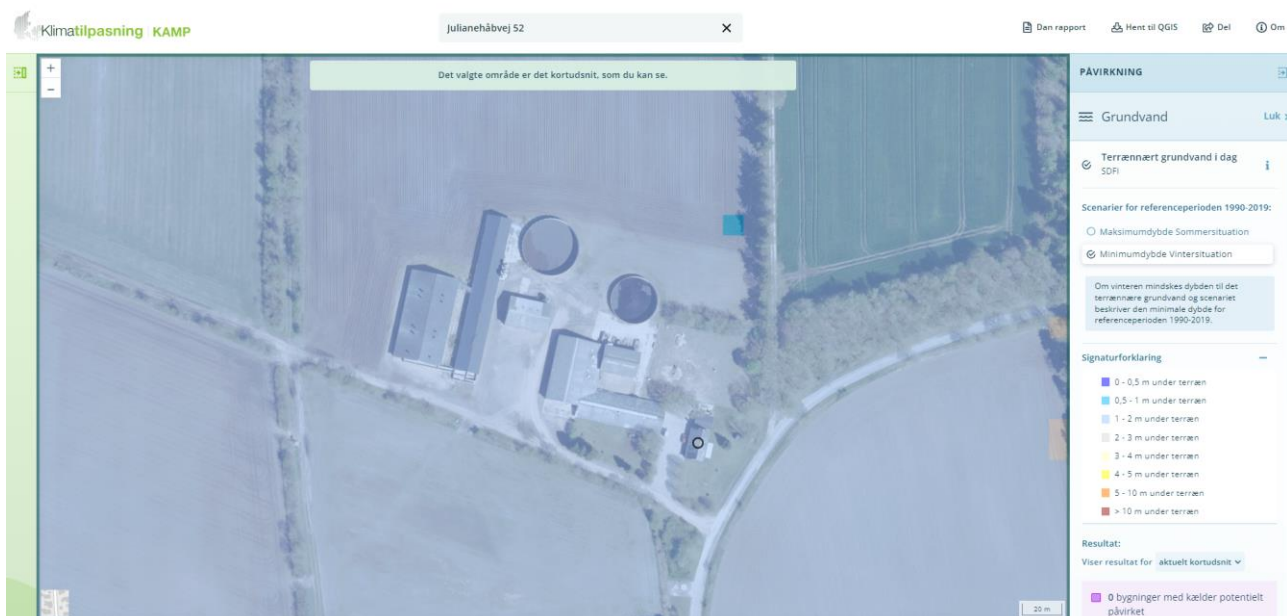 Klimatilpasning KAMP
Julianehåbvej 52
Dan rapport
Hent til QGIS
Del
Om
Det valgte område er det kortudsnit, som du kan se.
PÅVIRKNING
Grundvand
Luk
Terrænnært grundvand i dag
SDFI
Scenarier for referenceperioden 1990-2019:
Maksimumdybde Sommersituation
Minimumdybde Vintersituation
Om vinteren mindskes dybden til det
terrænnære grundvand og scenariet
beskriver den minimale dybde for
referenceperioden 1990-2019.
Signaturforklaring
0 - 0,5 m under terræn
0,5 - 1 m under terræn
1 - 2 m under terræn
2 - 3 m under terræn
3 - 4 m under terræn
4 - 5 m under terræn
5 - 10 m under terræn
> 10 m under terræn
Resultat:
Viser resultat for aktuelt kortudsnit
0 bygninger med kælder potentielt
påvirket
20 m